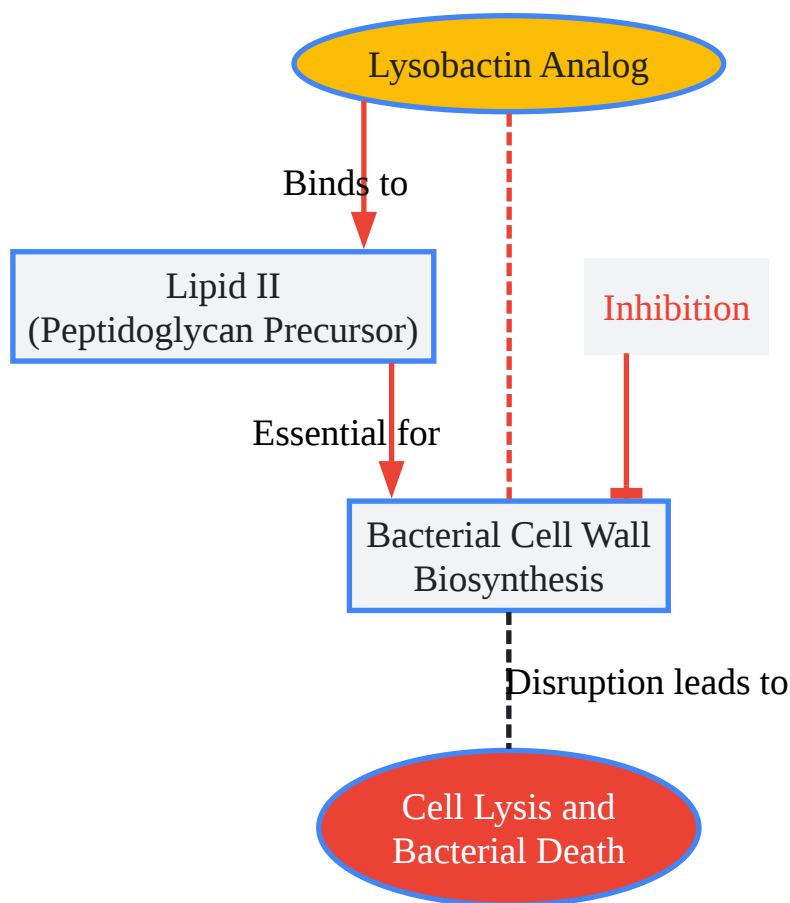 Lysobactin Analog
Binds to
Lipid II
(Peptidoglycan Precursor)
Inhibition
Essential for
Bacterial Cell Wall
Biosynthesis
Disruption leads to
Cell Lysis and
Bacterial Death